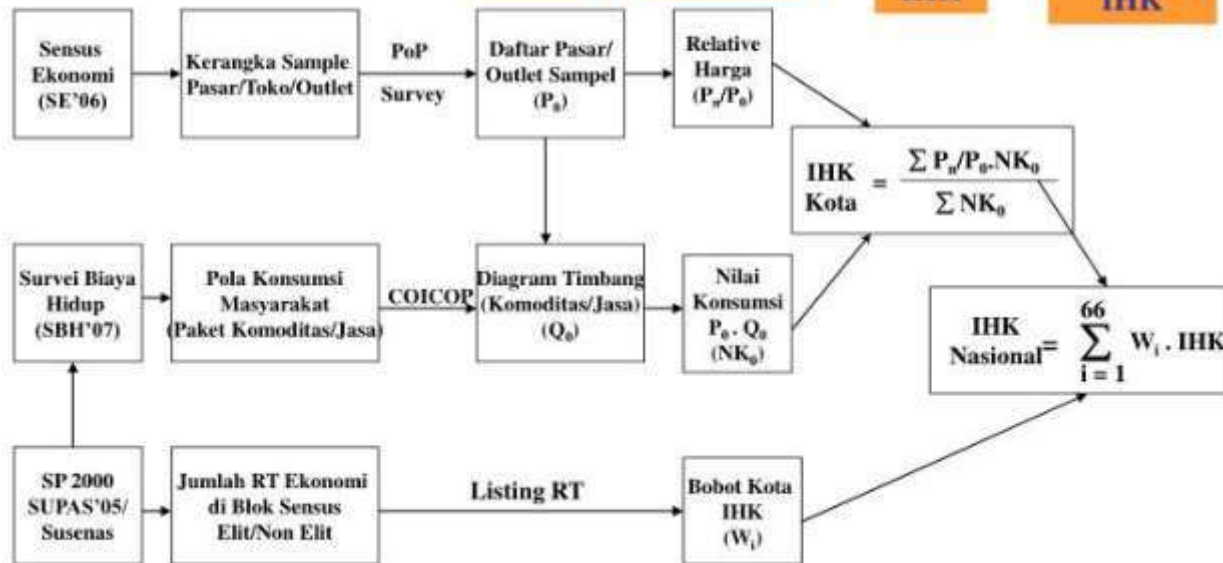 IHK
Sensus
Ekonomi
(SE'06)
Kerangka Sample
Pasar/Toko/Outlet
PoP
Survey
Daftar Pasar/
Outlet Sampel
(P₀)
Relative
Harga
(Pₙ/P₀)
IHK
Kota
= ∑ Pₙ/P₀.NK₀
∑ NK₀
Survei Biaya
Hidup
(SBH'07)
Pola Konsumsi
Masyarakat
(Paket Komoditas/Jasa)
COICOP
Diagram Timbang
(Komoditas/Jasa)
(Q₀)
Nilai
Konsumsi
P₀ . Q₀
(NK₀)
IHK
Nasional
=
66
∑ Wᵢ . IHK
i = 1
SP 2000
SUPAS'05/
Susenas
Jumlah RT Ekonomi
di Blok Sensus
Elit/Non Elit
Listing RT
Bobot Kota
IHK
(Wᵢ)